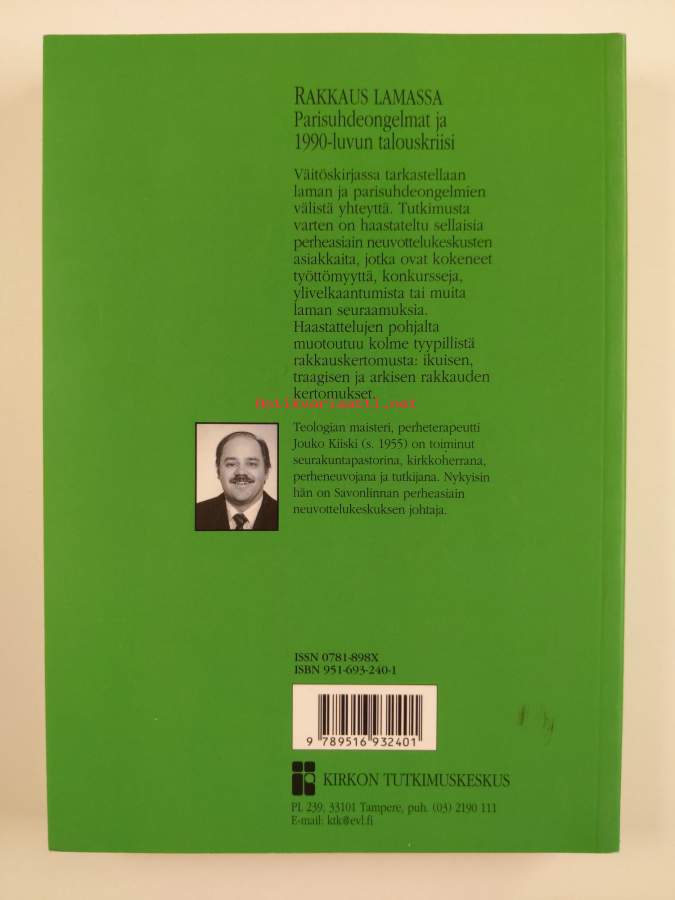 RAKKAUS LAMASSA
Parisuhdeongelmat ja
1990-luvun talouskriisi
Väitöskirjassa tarkastellaan
laman ja parisuhdeongelmien
välistä yhteyttä. Tutkimusta
varten on haastateltu sellaisia
perheasiain neuvottelukeskusten
asiakkaita, jotka ovat kokeneet
työttömyyttä, konkursseja,
ylivelkaantumista tai muita
laman seuraamuksia.
Haastattelujen pohjalta
muotoutuu kolme tyypillistä
rakkauskertomusta: ikuisen,
traagisen ja arkisen rakkauden
kertomukset.
antikvariaatti.net
Teologian maisteri, perheterapeutti
Jouko Kiiski (s. 1955) on toiminut
seurakuntapastorina, kirkkoherrana,
perheneuvojana ja tutkijana. Nykyisin
hän on Savonlinnan perheasiain
neuvottelukeskuksen johtaja.
ISSN 0781-898X
ISBN 951-693-240-1
9 789516 932401
KIRKON TUTKIMUSKESKUS
PL 239, 33101 Tampere, puh. (03) 2190 111
E-mail: ktk@evl.fi